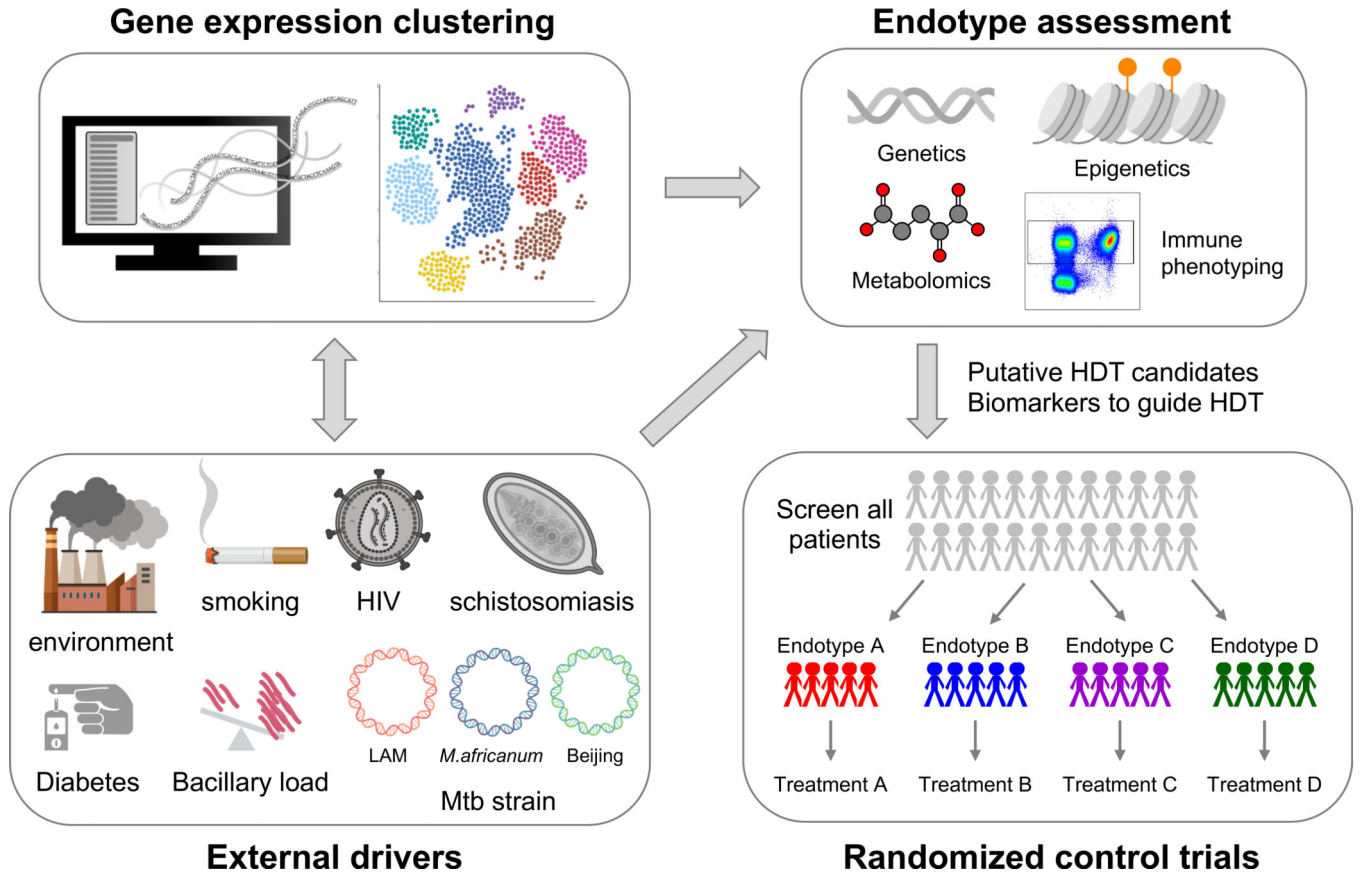 Gene expression clustering
Endotype assessment
Genetics
Epigenetics
Metabolomics
Immune
phenotyping
Putative HDT candidates
Biomarkers to guide HDT
environment
smoking
HIV
schistosomiasis
Diabetes
Bacillary load
LAM
M.africanum
Beijing
Mtb strain
External drivers
Screen all
patients
Endotype A
Endotype B
Endotype C
Endotype D
Treatment A
Treatment B
Treatment C
Treatment D
Randomized control trials